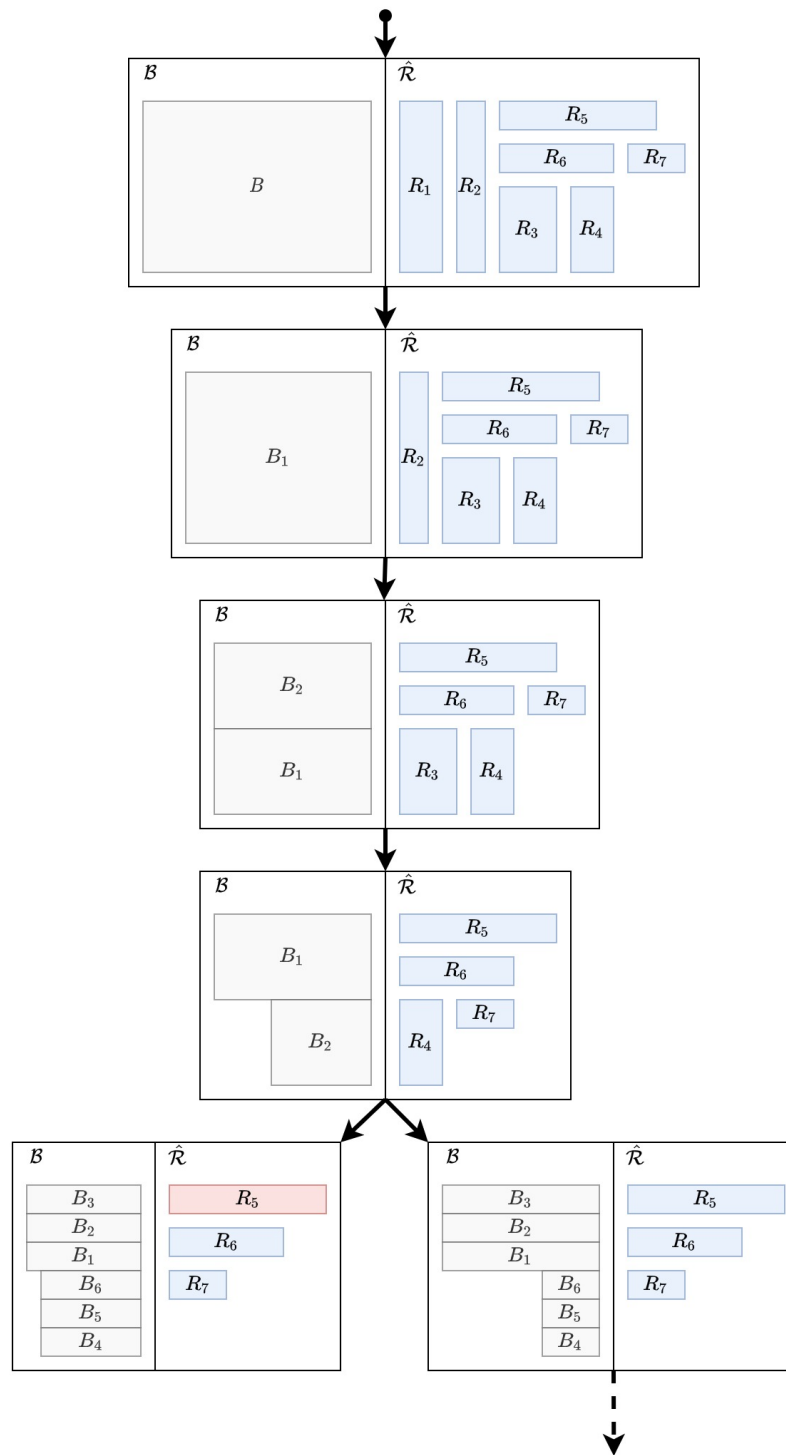 ℬ ℛ̂
B R₁ R₂ R₅
R₆ R₇
R₃ R₄
ℬ ℛ̂
B₁ R₂ R₅
R₆ R₇
R₃ R₄
ℬ ℛ̂
B₂ R₅
R₆ R₇
B₁ R₃ R₄
ℬ ℛ̂
B₁ R₅
R₆
B₂ R₄ R₇
ℬ ℛ̂
B₃ R₅
B₂
R₆
B₁
B₆ R₇
B₅
B₄
ℬ ℛ̂
B₃ R₅
B₂
R₆
B₁
B₆ R₇
B₅
B₄